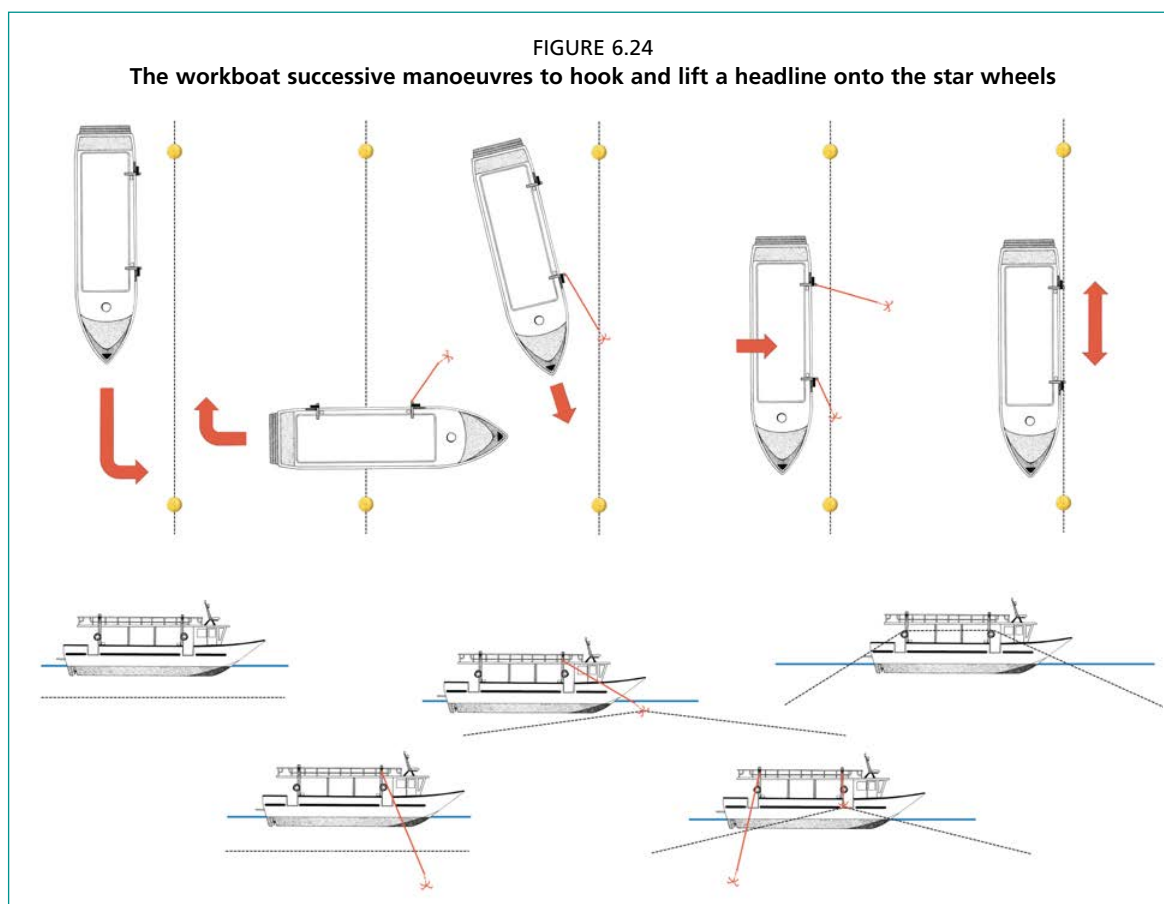 FIGURE 6.24
The workboat successive manoeuvres to hook and lift a headline onto the star wheels